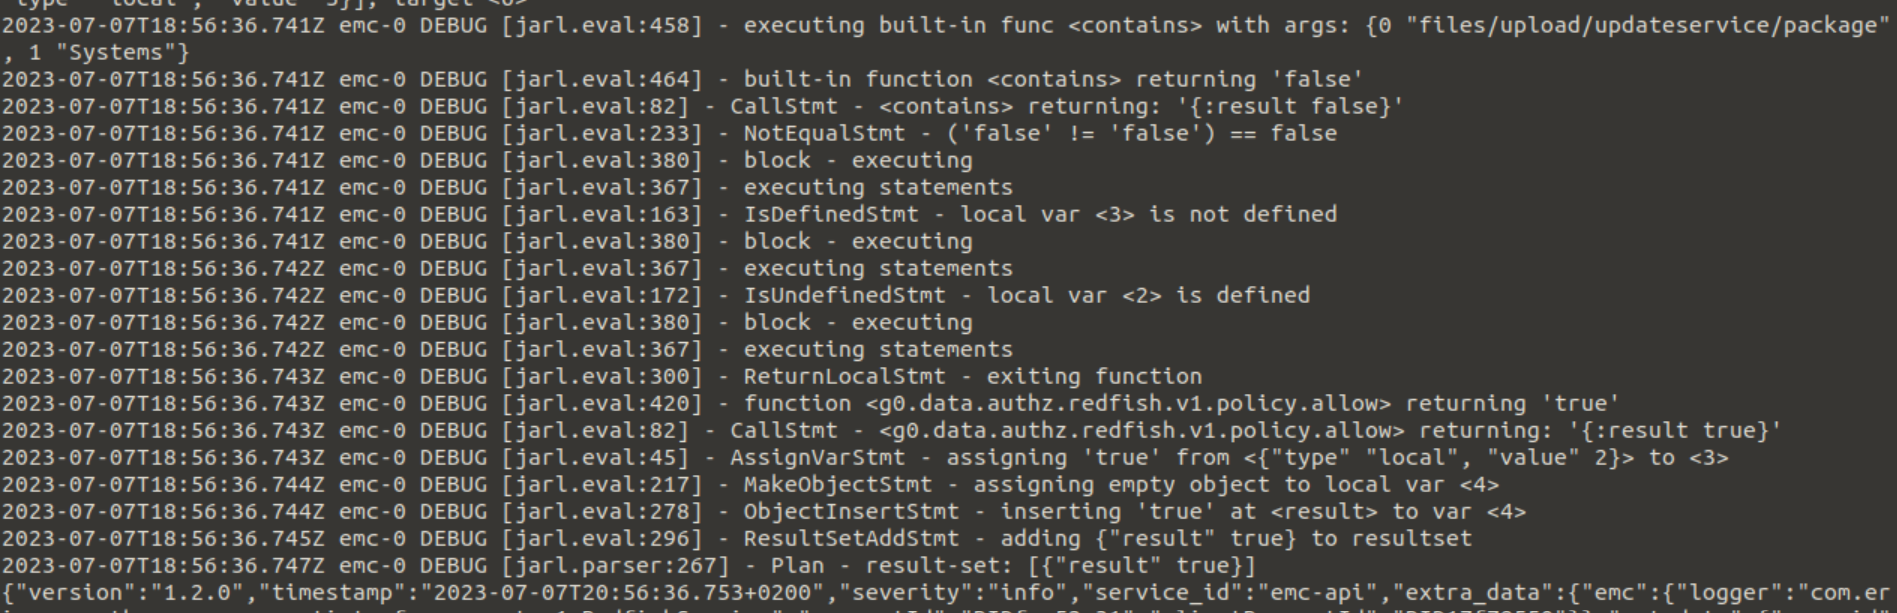 2023-07-07T18:56:36.741Z emc-0 DEBUG [jarl.eval:458] - executing built-in func <contains> with args: {0 "files/upload/updateservice/package"
, 1 "Systems"}
2023-07-07T18:56:36.741Z emc-0 DEBUG [jarl.eval:464] - built-in function <contains> returning 'false'
2023-07-07T18:56:36.741Z emc-0 DEBUG [jarl.eval:82] - CallStmt - <contains> returning: '{:result false}'
2023-07-07T18:56:36.741Z emc-0 DEBUG [jarl.eval:233] - NotEqualStmt - ('false' != 'false') == false
2023-07-07T18:56:36.741Z emc-0 DEBUG [jarl.eval:380] - block - executing
2023-07-07T18:56:36.741Z emc-0 DEBUG [jarl.eval:367] - executing statements
2023-07-07T18:56:36.741Z emc-0 DEBUG [jarl.eval:163] - IsDefinedStmt - local var <3> is not defined
2023-07-07T18:56:36.741Z emc-0 DEBUG [jarl.eval:380] - block - executing
2023-07-07T18:56:36.742Z emc-0 DEBUG [jarl.eval:367] - executing statements
2023-07-07T18:56:36.742Z emc-0 DEBUG [jarl.eval:172] - IsUndefinedStmt - local var <2> is defined
2023-07-07T18:56:36.742Z emc-0 DEBUG [jarl.eval:380] - block - executing
2023-07-07T18:56:36.742Z emc-0 DEBUG [jarl.eval:367] - executing statements
2023-07-07T18:56:36.743Z emc-0 DEBUG [jarl.eval:300] - ReturnLocalStmt - exiting function
2023-07-07T18:56:36.743Z emc-0 DEBUG [jarl.eval:420] - function <g0.data.authz.redfish.v1.policy.allow> returning 'true'
2023-07-07T18:56:36.743Z emc-0 DEBUG [jarl.eval:82] - CallStmt - <g0.data.authz.redfish.v1.policy.allow> returning: '{:result true}'
2023-07-07T18:56:36.743Z emc-0 DEBUG [jarl.eval:45] - AssignVarStmt - assigning 'true' from <{"type" "local", "value" 2}> to <3>
2023-07-07T18:56:36.744Z emc-0 DEBUG [jarl.eval:217] - MakeObjectStmt - assigning empty object to local var <4>
2023-07-07T18:56:36.744Z emc-0 DEBUG [jarl.eval:278] - ObjectInsertStmt - inserting 'true' at <result> to var <4>
2023-07-07T18:56:36.745Z emc-0 DEBUG [jarl.eval:296] - ResultSetAddStmt - adding {"result" true} to resultset
2023-07-07T18:56:36.747Z emc-0 DEBUG [jarl.parser:267] - Plan - result-set: [{"result" true}]
{"version":"1.2.0","timestamp":"2023-07-07T20:56:36.753+0200","severity":"info","service_id":"emc-api","extra_data":{"emc":{"logger":"com.er